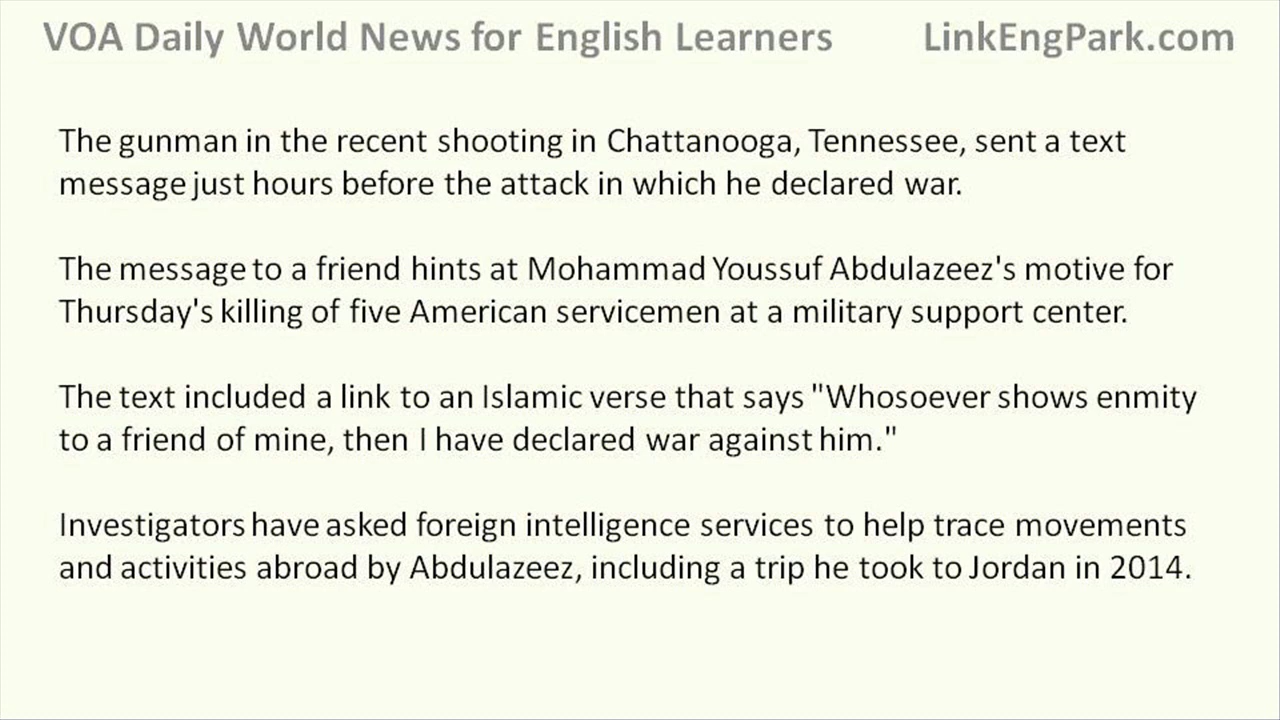 VOA Daily World News for English Learners LinkEngPark.com
The gunman in the recent shooting in Chattanooga, Tennessee, sent a text
message just hours before the attack in which he declared war.
The message to a friend hints at Mohammad Youssuf Abdulazeez's motive for
Thursday's killing of five American servicemen at a military support center.
The text included a link to an Islamic verse that says "Whosoever shows enmity
to a friend of mine, then I have declared war against him."
Investigators have asked foreign intelligence services to help trace movements
and activities abroad by Abdulazeez, including a trip he took to Jordan in 2014.